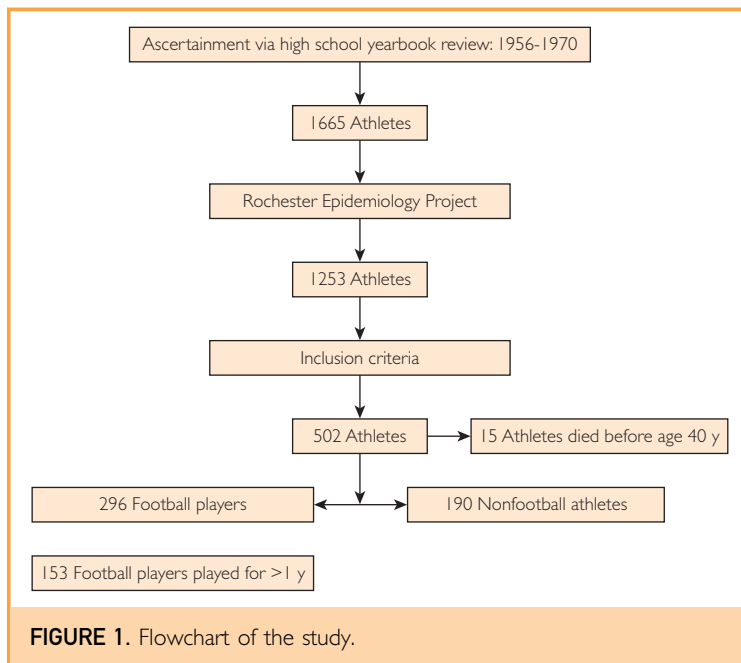 Ascertainment via high school yearbook review: 1956-1970
1665 Athletes
Rochester Epidemiology Project
1253 Athletes
Inclusion criteria
502 Athletes
15 Athletes died before age 40 y
296 Football players
190 Nonfootball athletes
153 Football players played for >1 y
FIGURE 1. Flowchart of the study.